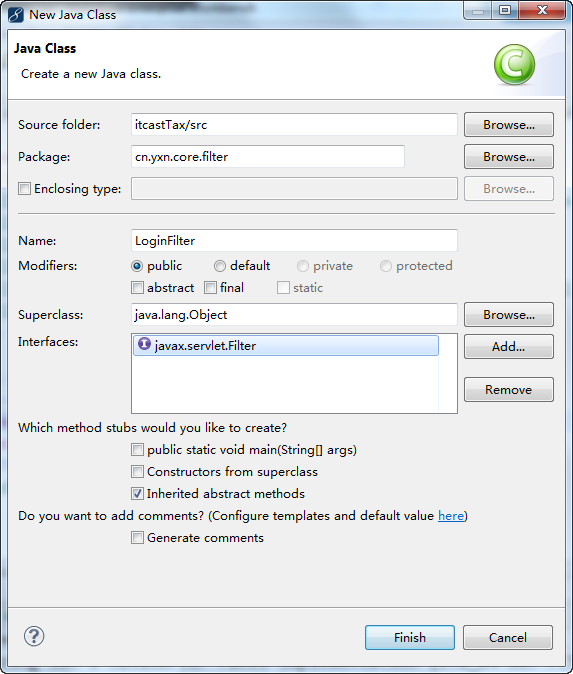 New Java Class
Java Class
Create a new Java class.
C
Source folder: itcastTax/src Browse...
Package: cn.yxn.core.filter Browse...
Enclosing type: Browse...
Name: LoginFilter
Modifiers: public default private protected
abstract final static
Superclass: java.lang.Object Browse...
Interfaces: I javax.servlet.Filter Add...
Remove
Which method stubs would you like to create?
public static void main(String[] args)
Constructors from superclass
Inherited abstract methods
Do you want to add comments? (Configure templates and default value here)
Generate comments
? Finish Cancel